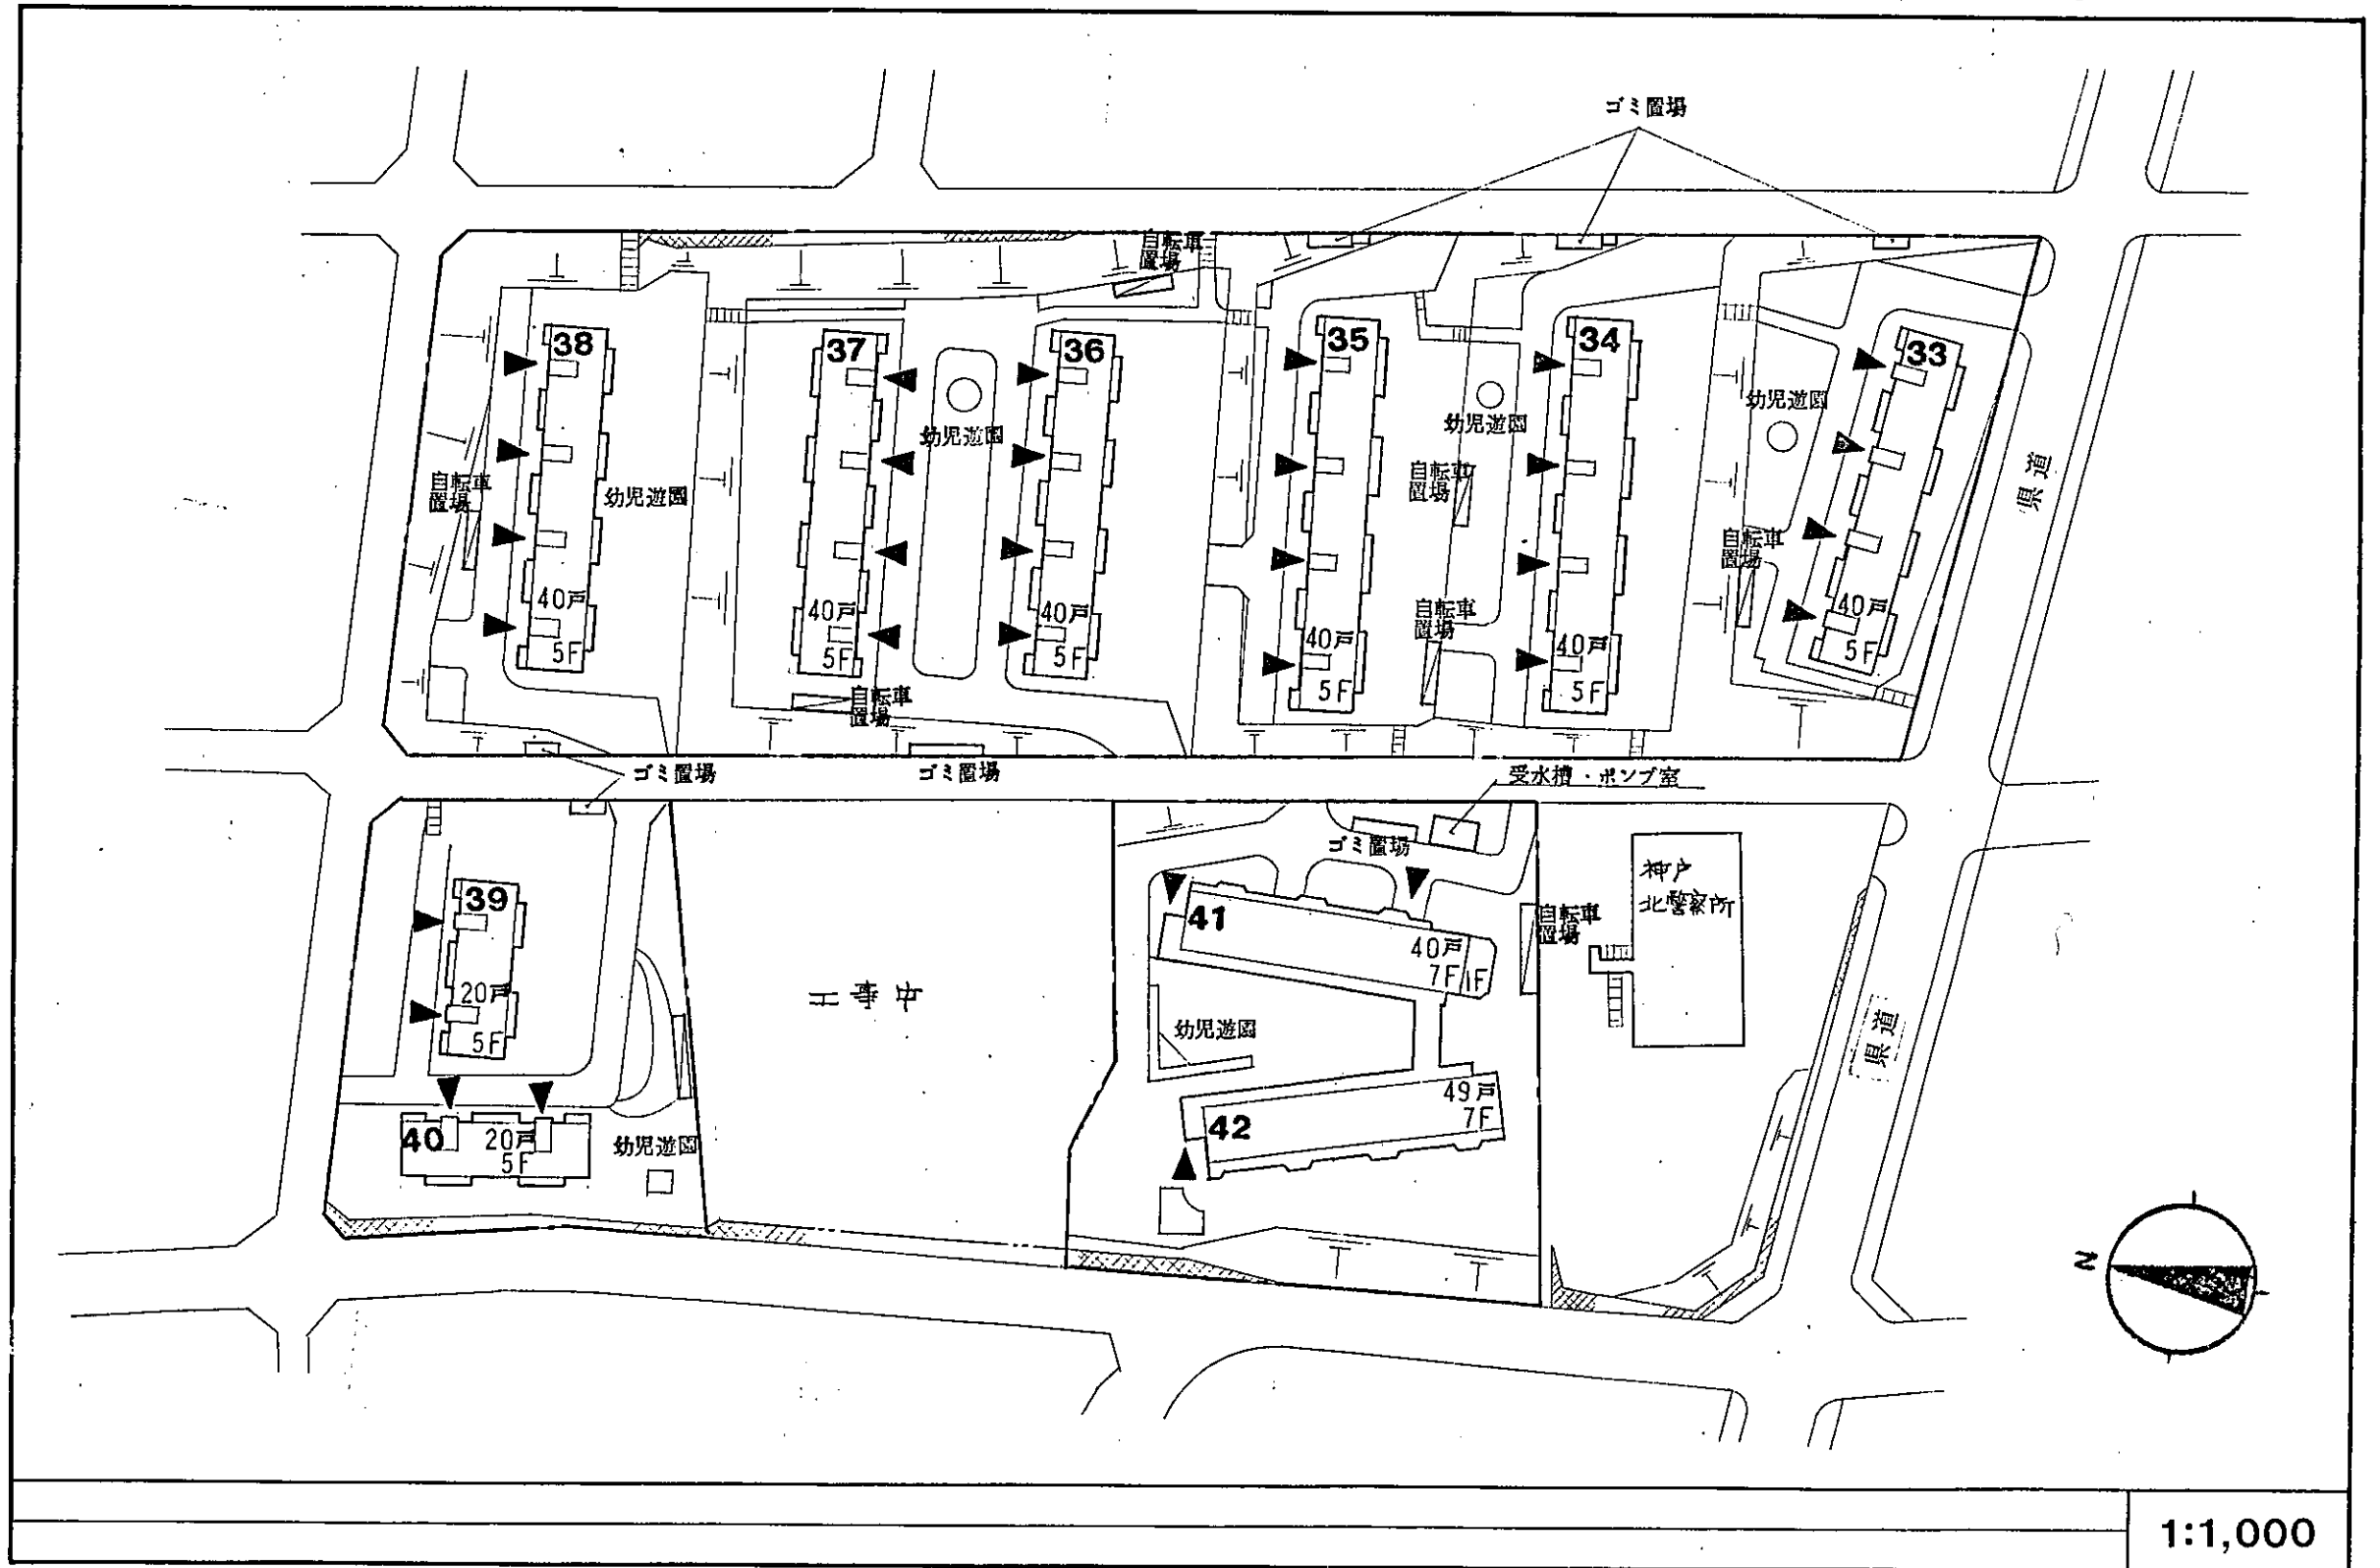 ゴミ置場
自転車
置場
38
37
36
35
34
33
幼児遊園
幼児遊園
幼児遊園
県道
自転車
置場
幼児遊園
自転車
置場
自転車
置場
40戸
5F
40戸
5F
40戸
5F
自転車
置場
40戸
5F
40戸
5F
40戸
5F
自転車
置場
ゴミ置場
ゴミ置場
受水槽・ポンプ室
ゴミ置場
神戸
北警察所
39
41
自転車
置場
40戸
7F
1F
20戸
5F
工事中
幼児遊園
県道
49戸
7F
42
40
20戸
5F
幼児遊園
N
1:1,000